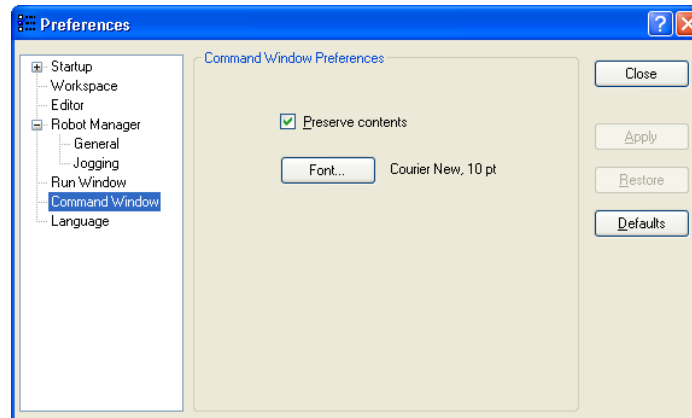 Preferences
Startup
Workspace
Editor
Robot Manager
General
Jogging
Run Window
Command Window
Language
Command Window Preferences
Preserve contents
Font... Courier New, 10 pt
Close
Apply
Restore
Defaults